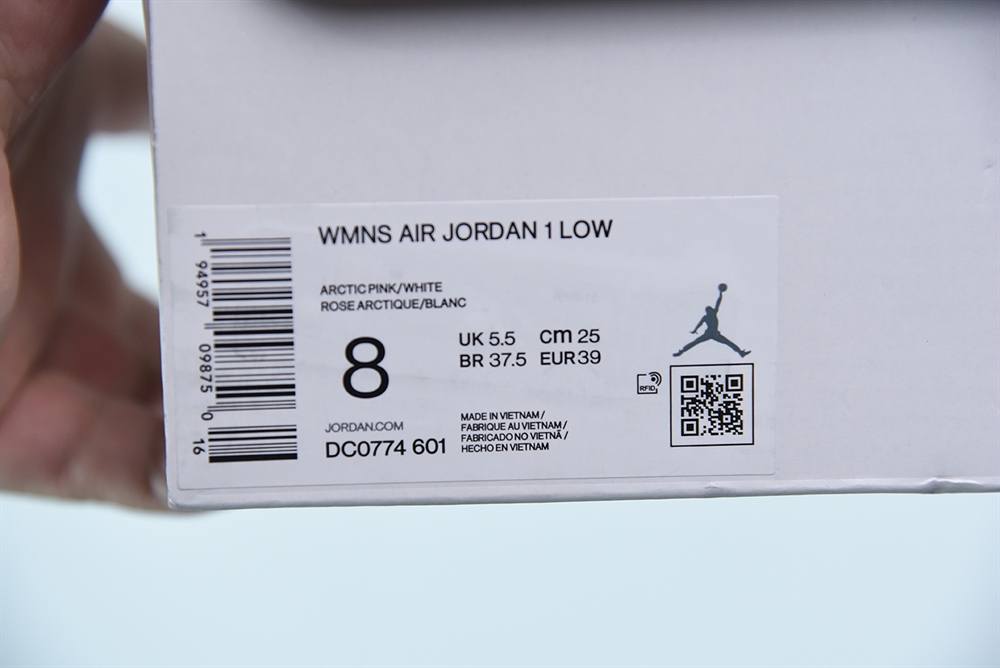 WMNS AIR JORDAN 1 LOW
ARCTIC PINK/WHITE
ROSE ARCTIQUE/BLANC
8
UK 5.5 cm 25
BR 37.5 EUR 39
RFID
JORDAN.COM
DC0774 601
MADE IN VIETNAM /
FABRIQUE AU VIETNAM /
FABRICADO NO VIETNÃ /
HECHO EN VIETNAM
1 94957 09875 0 16